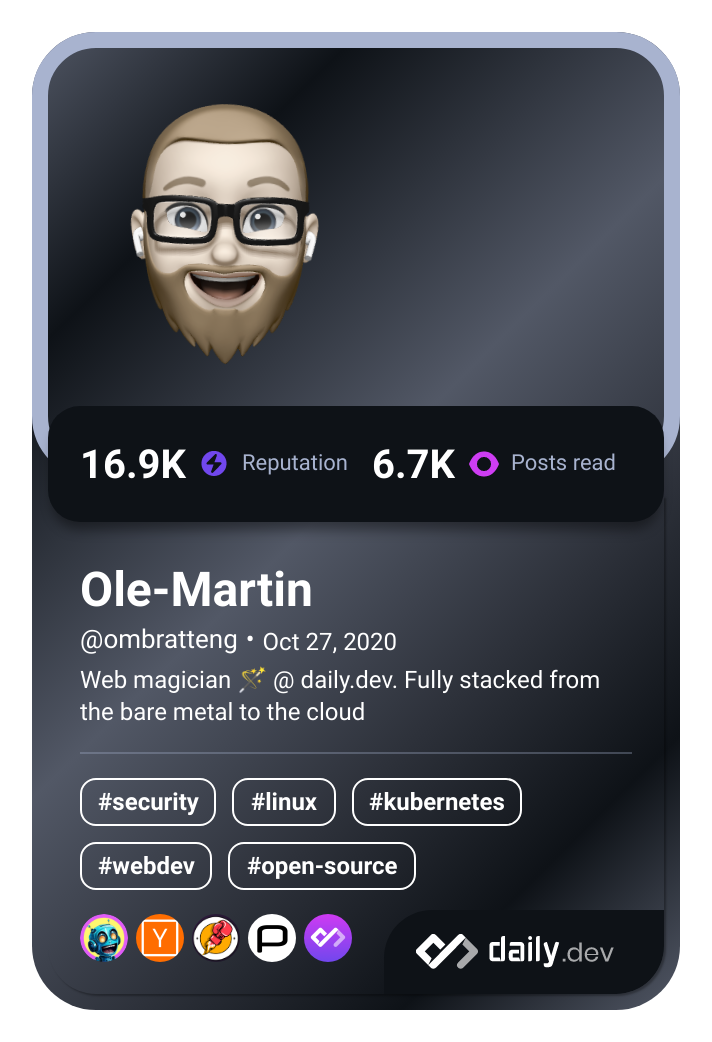 16.9K Reputation 6.7K Posts read
Ole-Martin
@ombratteng • Oct 27, 2020
Web magician 🪄 @ daily.dev. Fully stacked from
the bare metal to the cloud
#security #linux #kubernetes
#webdev #open-source
Y P daily.dev